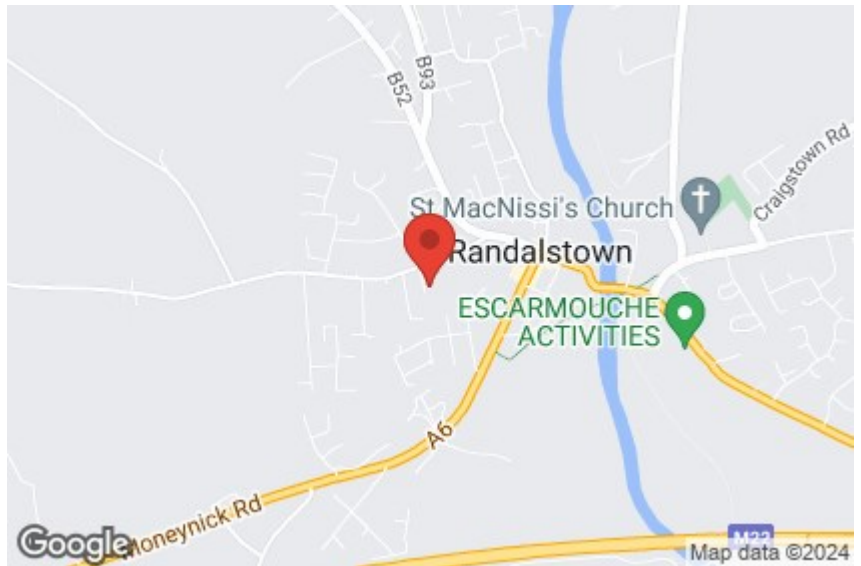 B52
B93
Craigstown Rd
St MacNissi's Church
Randalstown
ESCARMOUCHE
ACTIVITIES
A6
Moneynick Rd
M22
Google
Map data ©2024